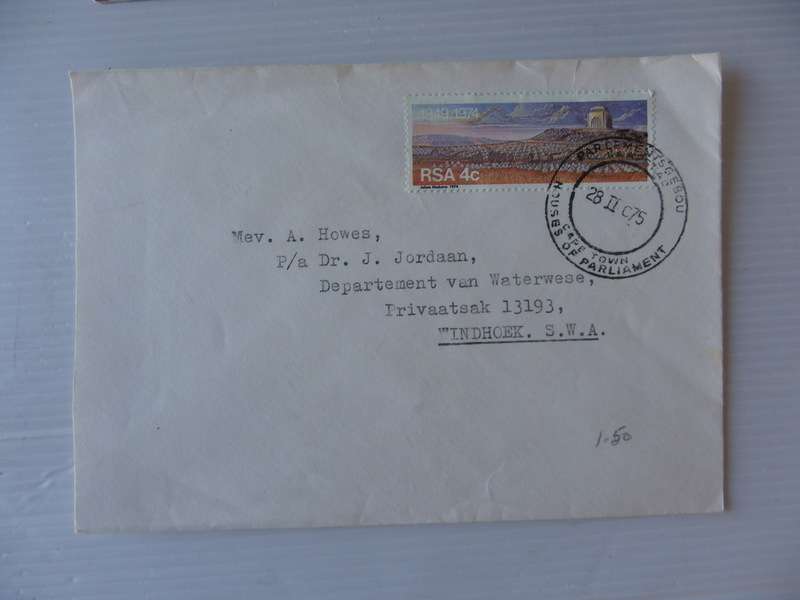 1949-1974
RSA 4c
PARLEMENTSGEBOU
KAAPSTAD
28 II C75
CAPE TOWN
HOUSES OF PARLIAMENT
Mev. A. Howes,
P/a Dr. J. Jordaan,
Departement van Waterwese,
Privaatsak 13193,
WINDHOEK. S.W.A.
1-50